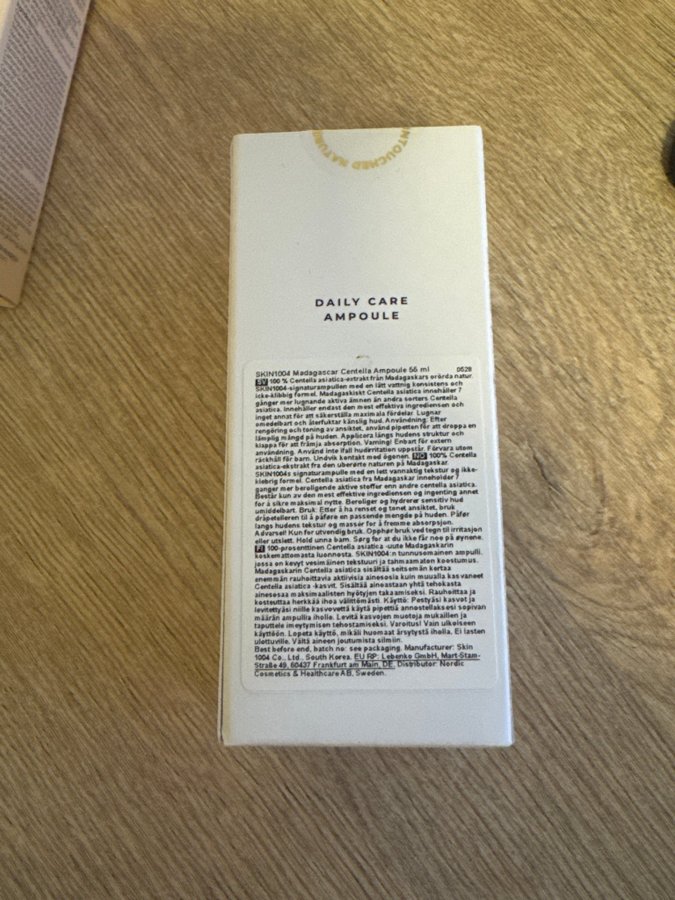 UNTOUCHED NATURE
DAILY CARE
AMPOULE
SKIN1004 Madagascar Centella Ampoule 55 ml 0528
SV 100 % Centella asiatica-extrakt från Madagaskars orörda natur.
SKIN1004-signaturampullen med en lätt vattnig konsistens och
icke-klibbig formel. Madagaskiskt Centella asiatica innehåller 7
gånger mer lugnande aktiva ämnen än andra sorters Centella
asiatica. Innehåller endast den mest effektiva ingrediensen och
inget annat för att säkerställa maximala fördelar. Lugnar
omedelbart och återfuktar känslig hud. Användning: Efter
rengöring och toning av ansiktet, använd pipetten för att droppa en
lämplig mängd på huden. Applicera längs hudens struktur och
klappa för att främja absorption. Varning! Enbart för extern
användning. Använd inte ifall hudirritation uppstår. Förvara utom
räckhåll för barn. Undvik kontakt med ögonen. NO 100% Centella
asiatica-ekstrakt fra den uberørte naturen på Madagaskar.
SKIN1004s signaturampulle med en lett vannaktig tekstur og ikke-
klebrig formel. Centella asiatica fra Madagaskar inneholder 7
ganger mer beroligende aktive stoffer enn andre centella asiatica.
Består kun av den mest effektive ingrediensen og ingenting annet
for å sikre maksimal nytte. Beroliger og hydrerer sensitiv hud
umiddelbart. Bruk: Etter å ha renset og tonet ansiktet, bruk
dråpetelleren til å påføre en passende mengde på huden. Påfør
langs hudens tekstur og masser for å fremme absorpsjon.
Advarsel! Kun for utvendig bruk. Opphør bruk ved tegn til irritasjon
eller utslett. Hold unna barn. Sørg for at du ikke får noe på øynene.
FI 100-prosenttinen Centella asiatica -uute Madagaskarin
koskemattomasta luonnosta. SKIN1004:n tunnusomainen ampulli,
jossa on kevyt vesimäinen tekstuuri ja tahmaamaton koostumus.
Madagaskarin Centella asiatica sisältää seitsemän kertaa
enemmän rauhoittavia aktiivisia ainesosia kuin muualla kasvaneet
Centella asiatica -kasvit. Sisältää ainoastaan yhtä tehokasta
ainesosaa maksimaalisten hyötyjen takaamiseksi. Rauhoittaa ja
kosteuttaa herkkää ihoa välittömästi. Käyttö: Pestyäsi kasvot ja
levitettyäsi niille kasvovettä käytä pipettiä annostellaksesi sopivan
määrän ampullia iholle. Levitä kasvojen muotoja mukaillen ja
taputtele imeytymisen tehostamiseksi. Varoitus! Vain ulkoiseen
käyttöön. Lopeta käyttö, mikäli huomaat ärsytystä iholla. Ei lasten
ulottuville. Vältä aineen joutumista silmiin.
Best before end, batch no: see packaging. Manufacturer: Skin
1004 Co., Ltd., South Korea. EU RP: Lebenko GmbH, Mart-Stam-
Straße 49, 60437 Frankfurt am Main, DE. Distributor: Nordic
Cosmetics & Healthcare AB, Sweden.